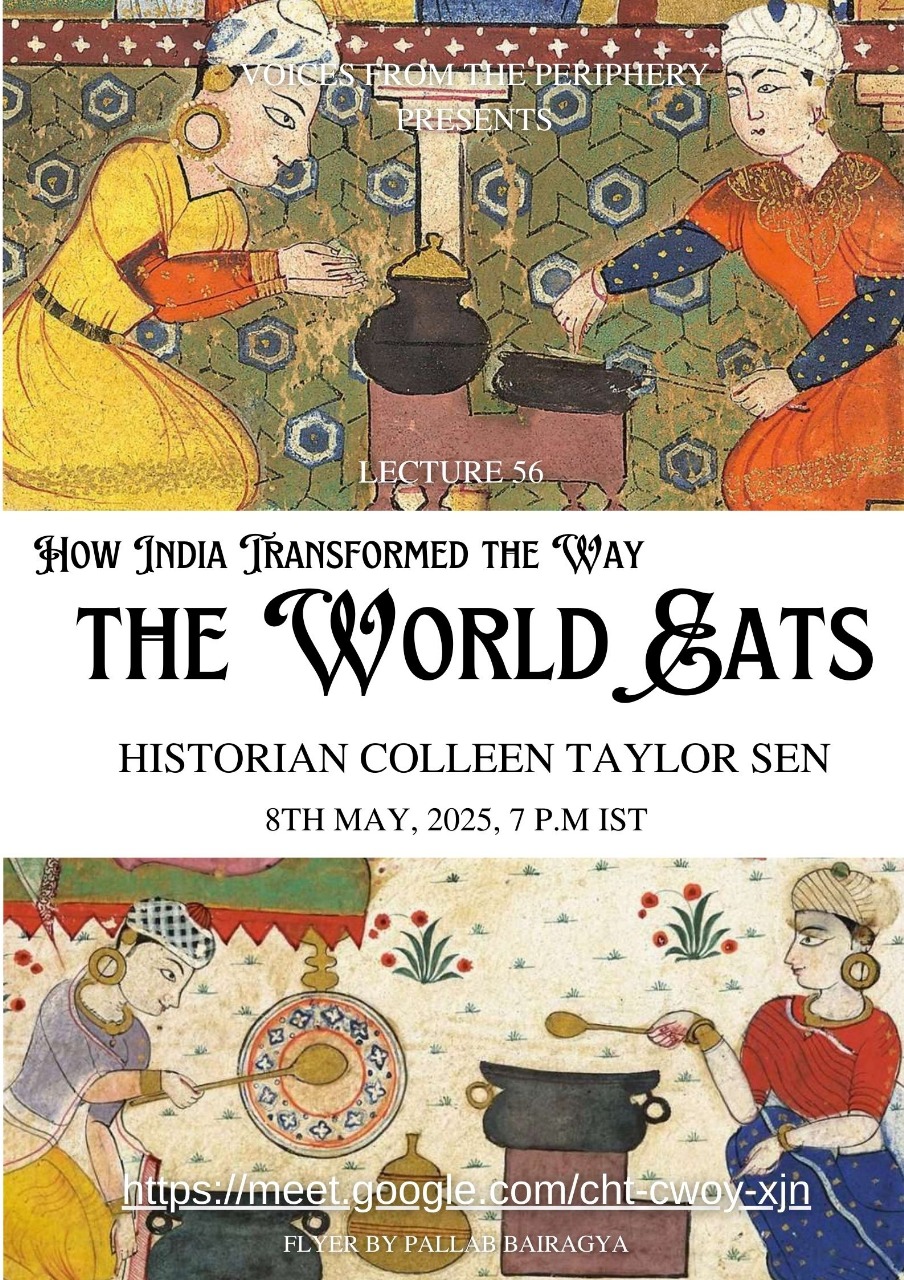 VOICES FROM THE PERIPHERY
PRESENTS
LECTURE 56
HOW INDIA TRANSFORMED THE WAY
THE WORLD EATS
HISTORIAN COLLEEN TAYLOR SEN
8TH MAY, 2025, 7 P.M IST
https://meet.google.com/cht-cwoy-xjn
FLYER BY PALLAB BAIRAGYA